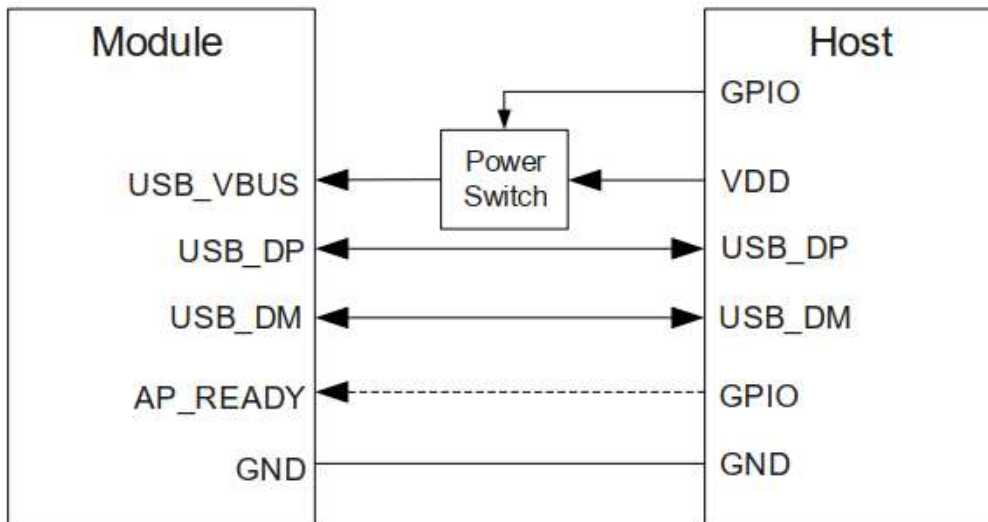 Module
Host
GPIO
Power
Switch
USB_VBUS
VDD
USB_DP
USB_DP
USB_DM
USB_DM
AP_READY
GPIO
GND
GND